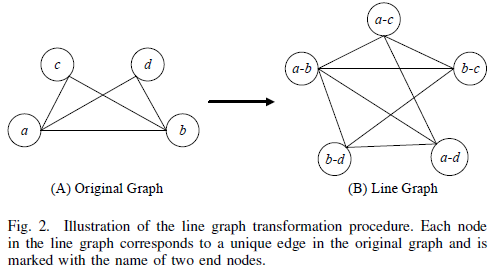 a-c
c
d
a-b
b-c
a
b
b-d
a-d
(A) Original Graph
(B) Line Graph
Fig. 2. Illustration of the line graph transformation procedure. Each node
in the line graph corresponds to a unique edge in the original graph and is
marked with the name of two end nodes.